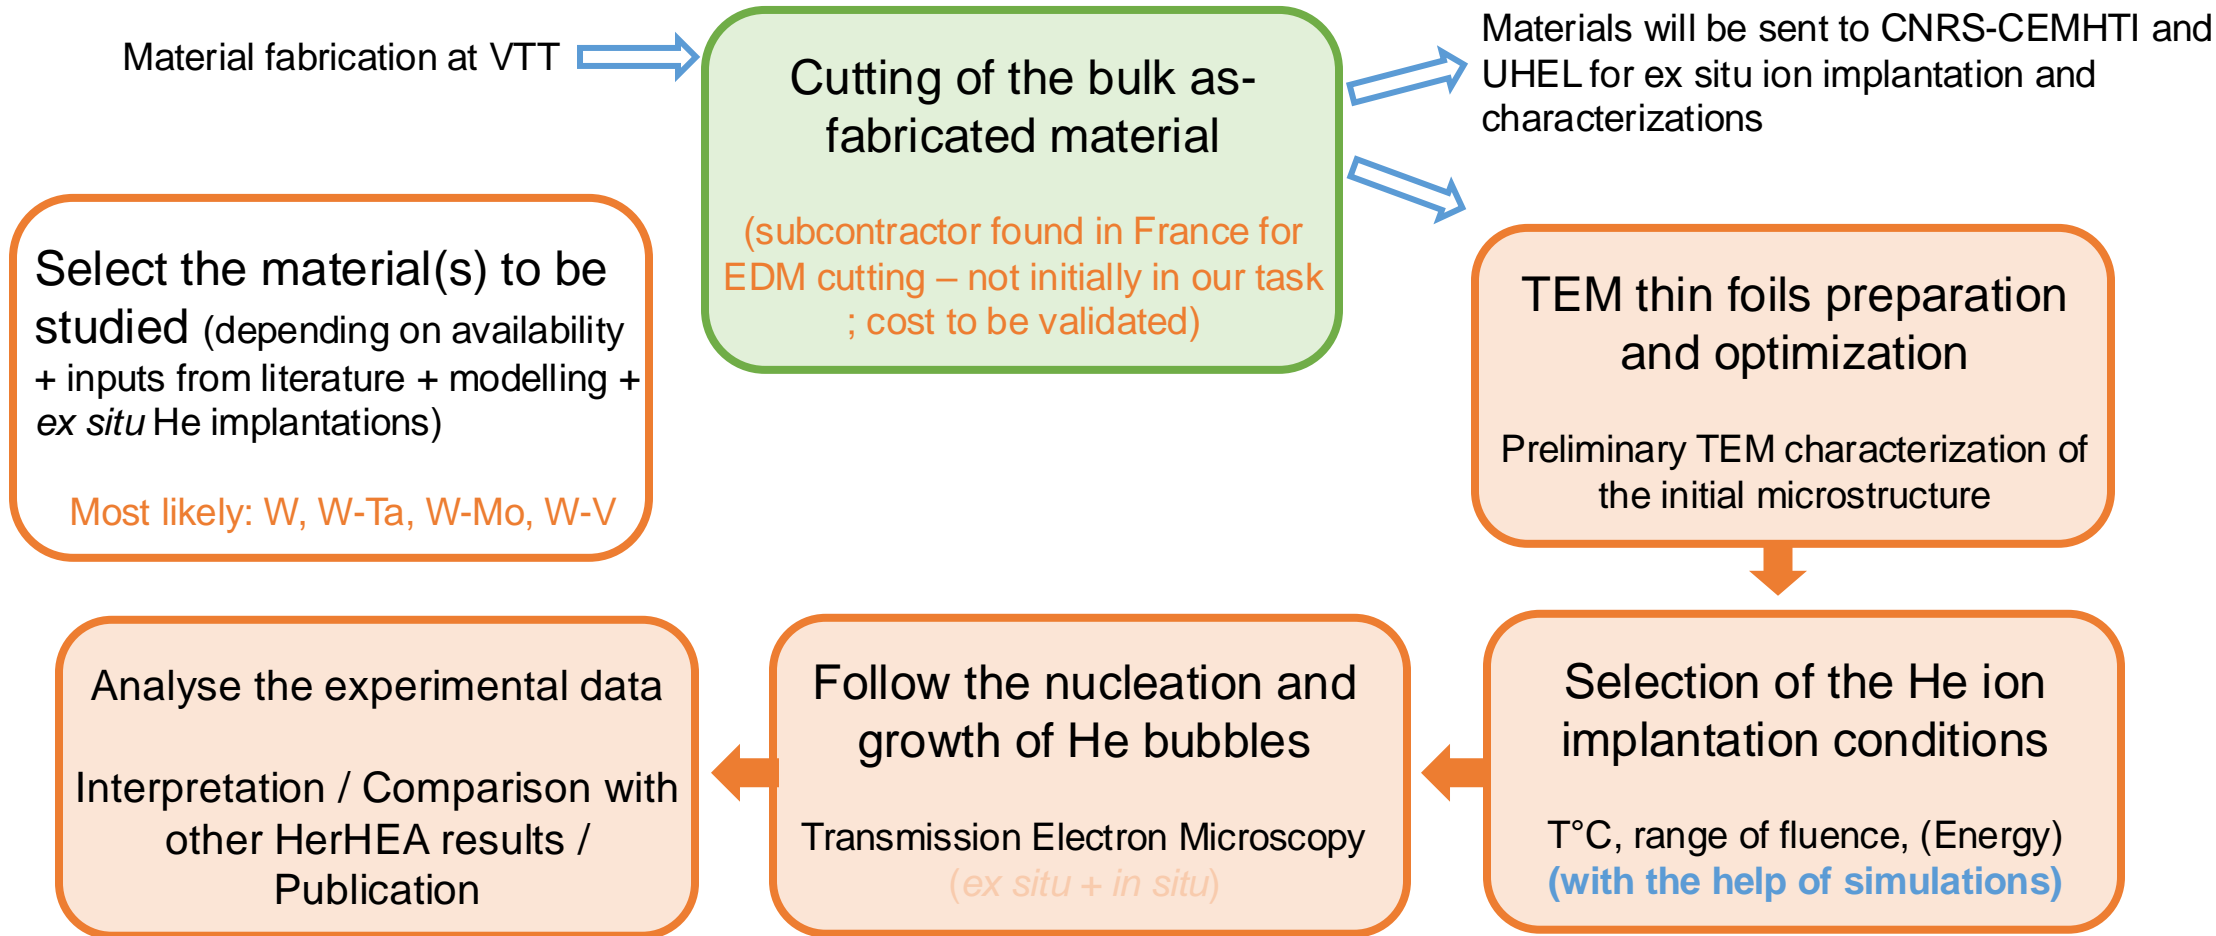 Material fabrication at VTT
Cutting of the bulk as-
fabricated material
(subcontractor found in France for
EDM cutting – not initially in our task
; cost to be validated)
Materials will be sent to CNRS-CEMHTI and
UHEL for ex situ ion implantation and
characterizations
Select the material(s) to be
studied (depending on availability
+ inputs from literature + modelling +
ex situ He implantations)
Most likely: W, W-Ta, W-Mo, W-V
TEM thin foils preparation
and optimization
Preliminary TEM characterization of
the initial microstructure
Selection of the He ion
implantation conditions
T°C, range of fluence, (Energy)
(with the help of simulations)
Follow the nucleation and
growth of He bubbles
Transmission Electron Microscopy
(ex situ + in situ)
Analyse the experimental data
Interpretation / Comparison with
other HerHEA results /
Publication